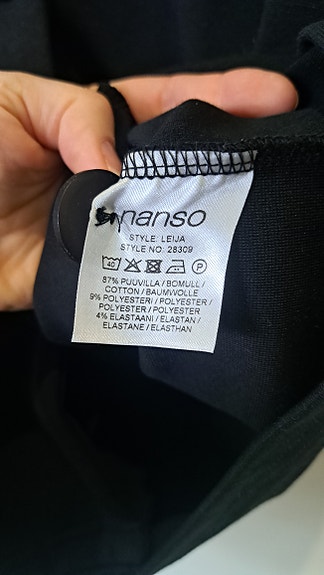 nanso
STYLE: LEIJA
STYLE NO: 28309
40 P
87% PUUVILLA / BOMULL /
COTTON / BAUMWOLLE
9% POLYESTERI / POLYESTER /
POLYESTER / POLYESTER
4% ELASTAANI / ELASTAN /
ELASTANE / ELASTHAN